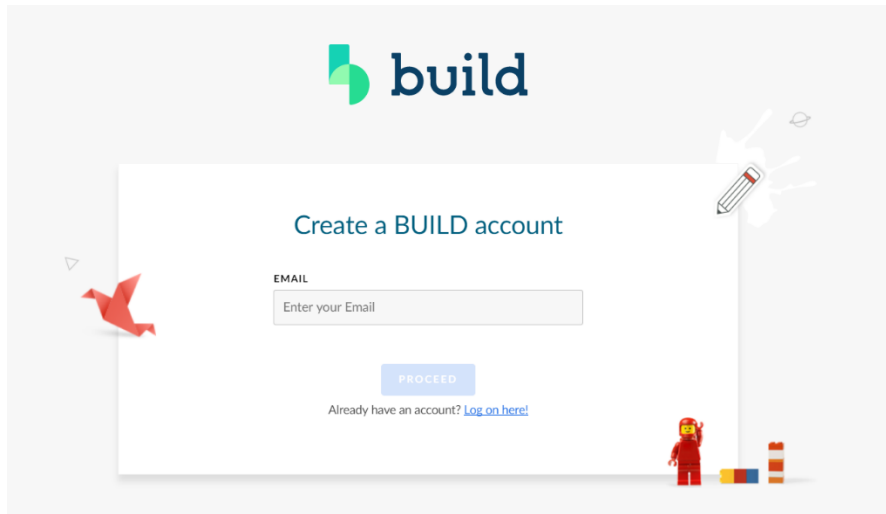 build
Create a BUILD account
EMAIL
Enter your Email
PROCEED
Already have an account? Log on here!